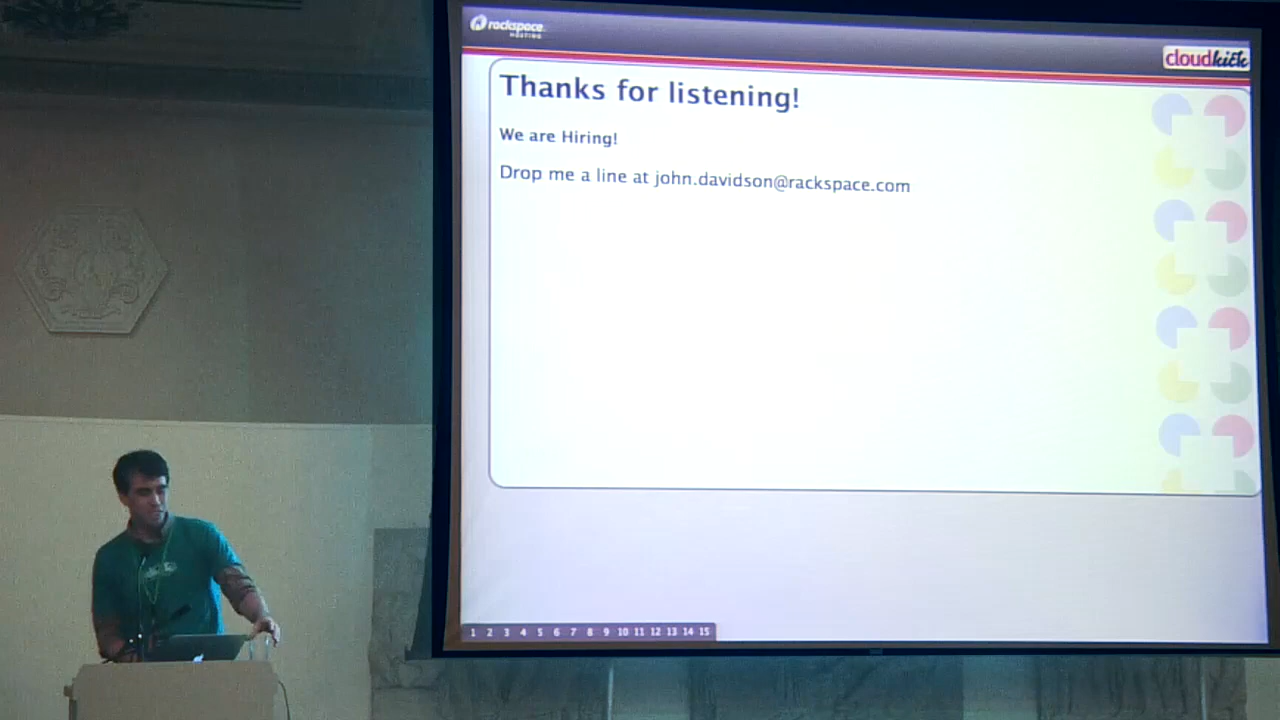 rackspace
HOSTING
cloudkick
Thanks for listening!
We are Hiring!
Drop me a line at john.davidson@rackspace.com
1 2 3 4 5 6 7 8 9 10 11 12 13 14 15